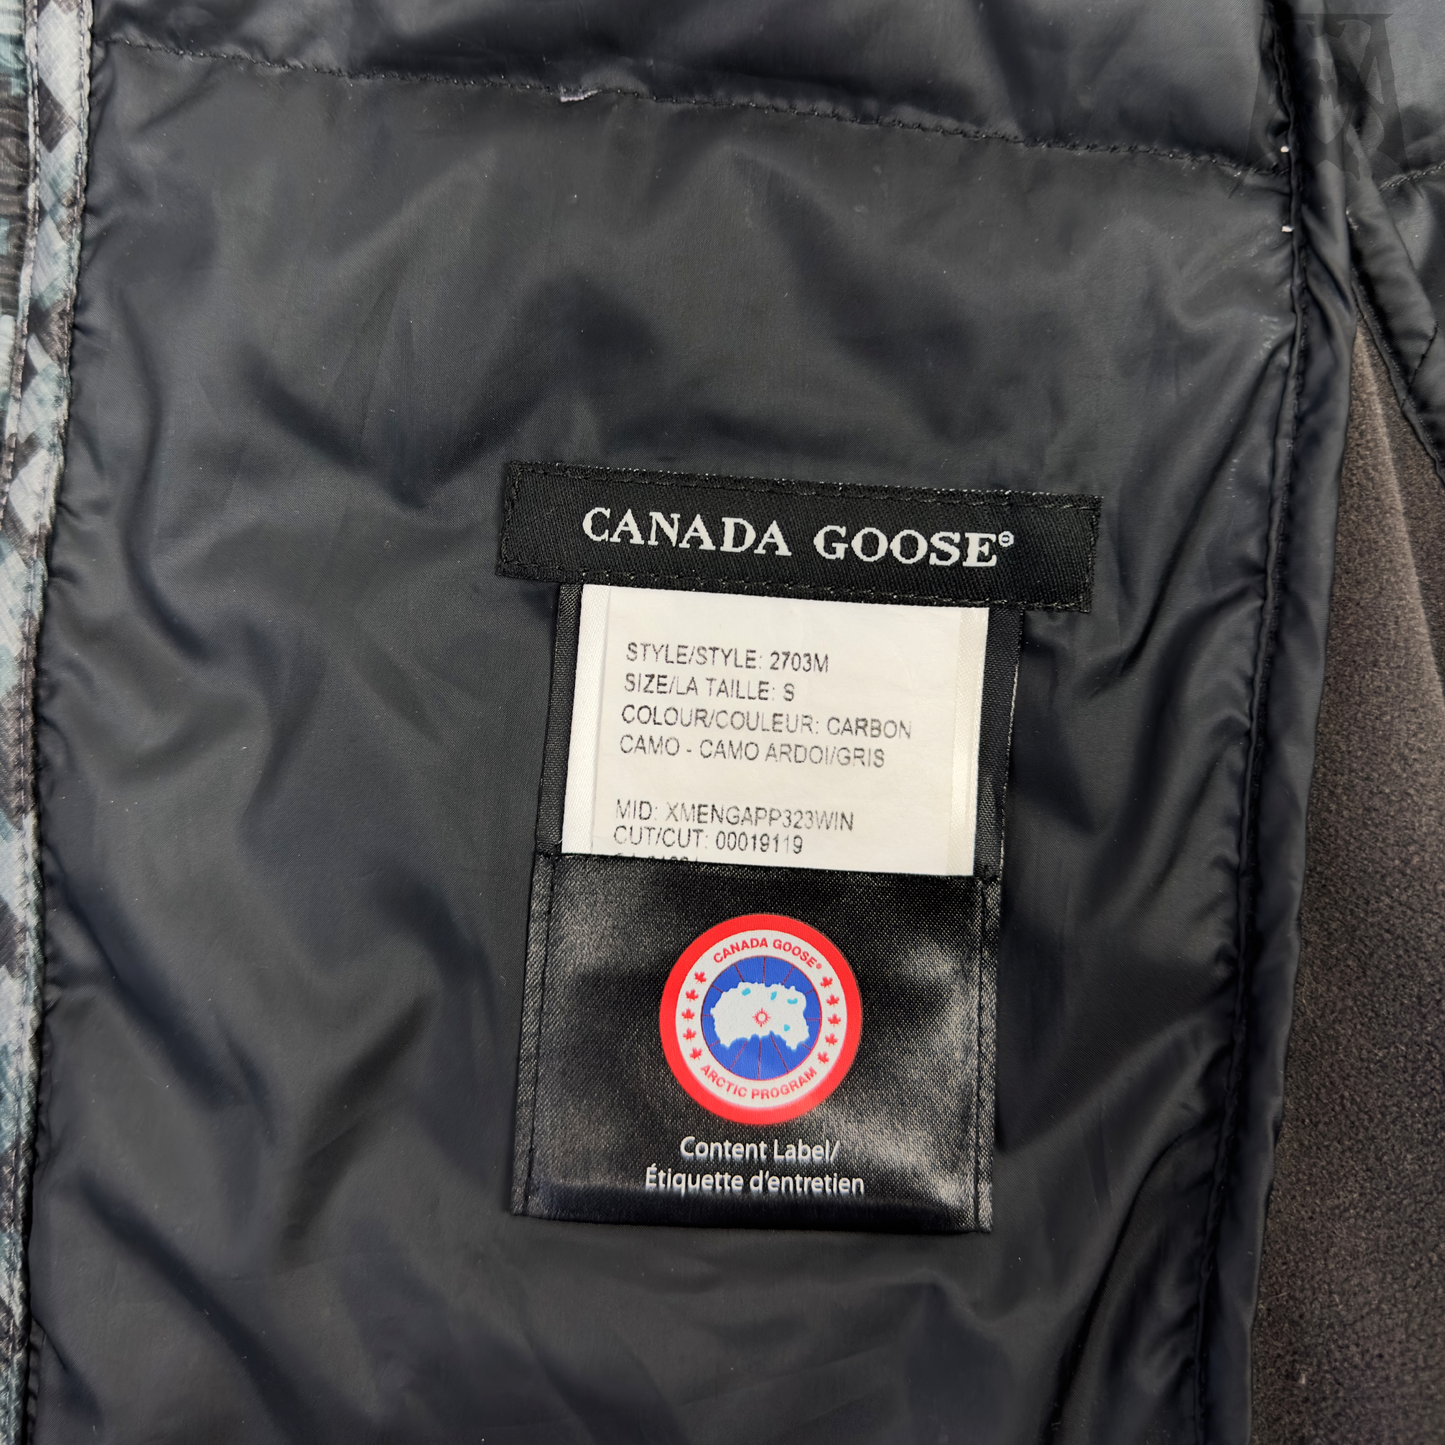 CANADA GOOSE®
STYLE/STYLE: 2703M
SIZE/LA TAILLE: S
COLOUR/COULEUR: CARBON
CAMO - CAMO ARDOI/GRIS
MID: XMENGAPP323WIN
CUT/CUT: 00019119
CANADA GOOSE®
ARCTIC PROGRAM
Content Label/
Étiquette d'entretien